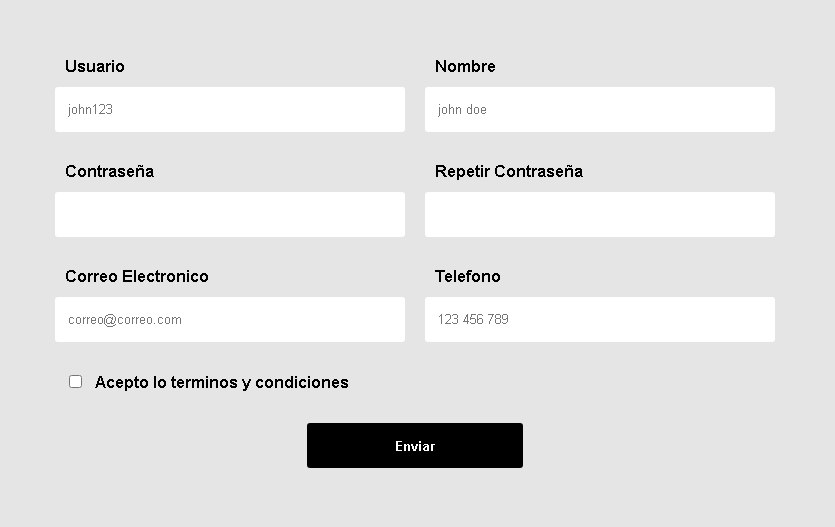 Usuario
Nombre
john123
john doe
Contraseña
Repetir Contraseña
Correo Electronico
Telefono
correo@correo.com
123 456 789
Acepto lo terminos y condiciones
Enviar